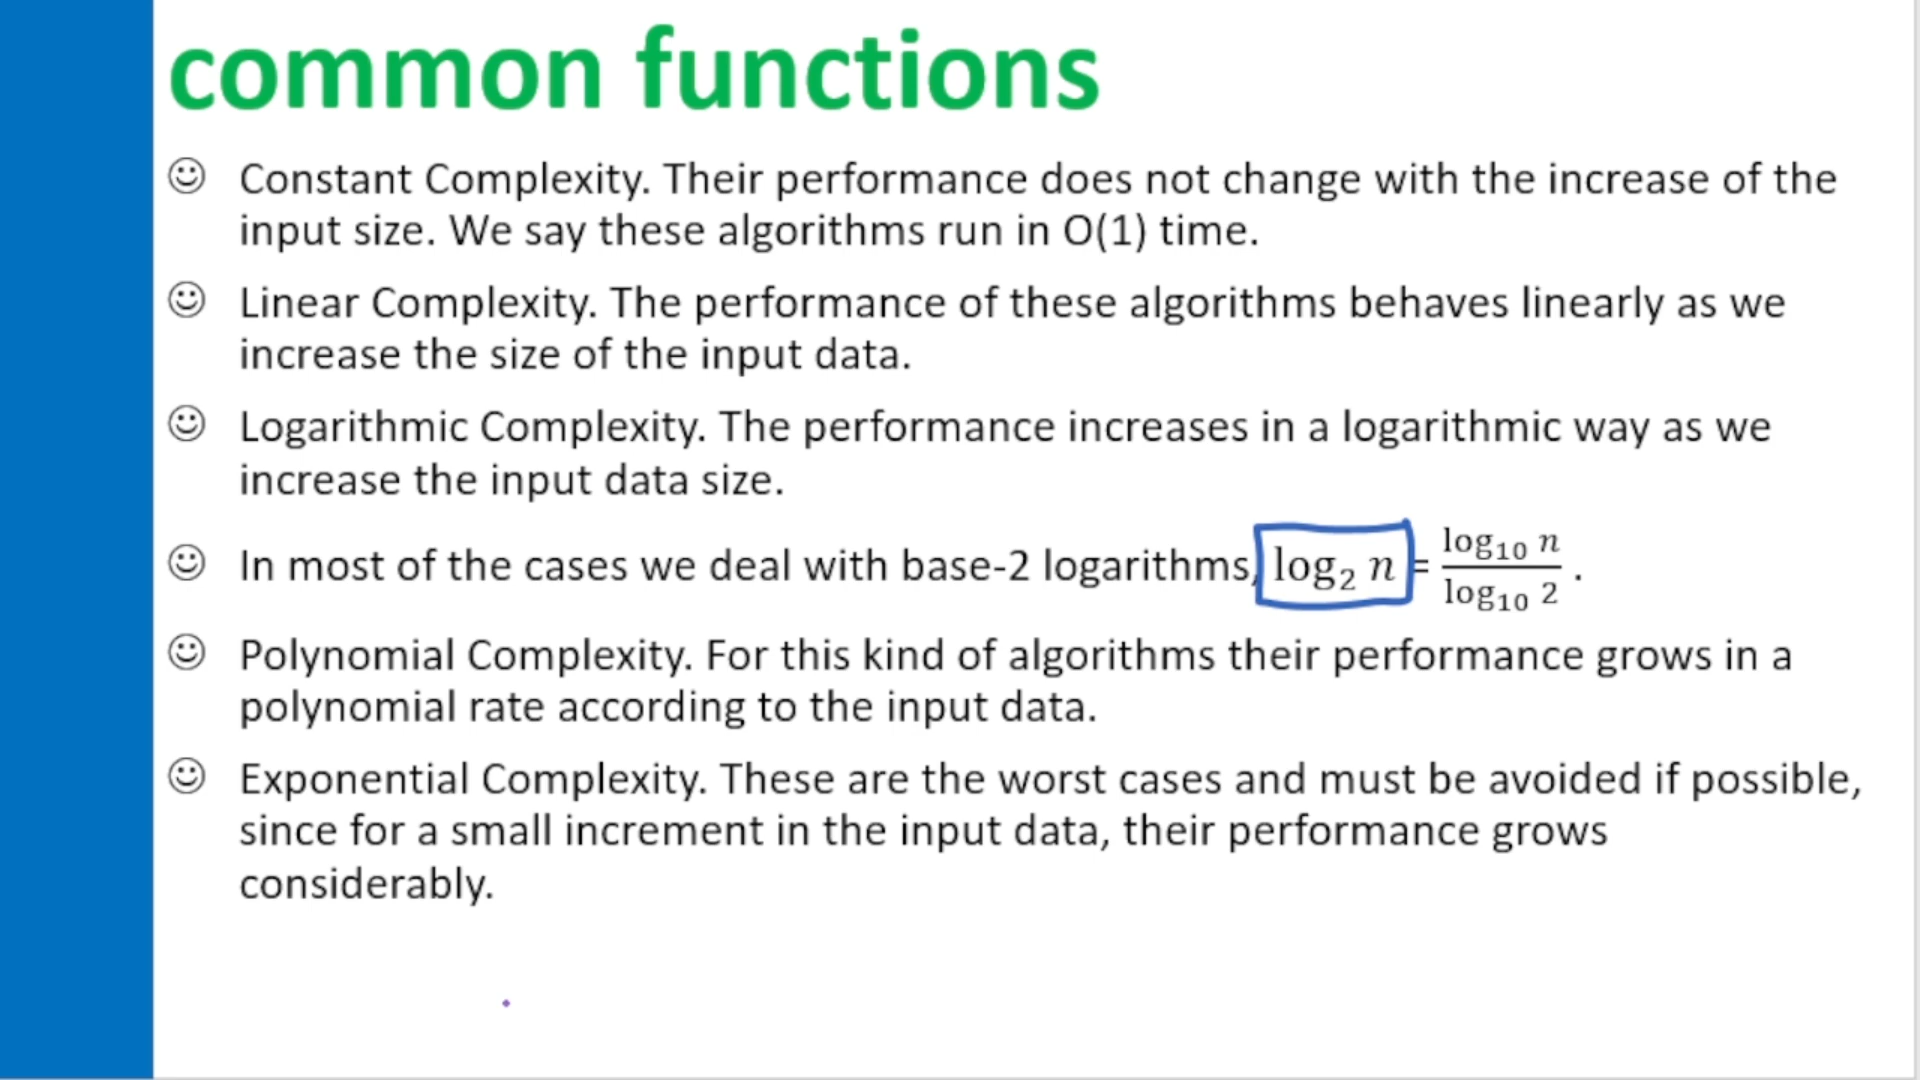 common functions
☺ Constant Complexity. Their performance does not change with the increase of the
input size. We say these algorithms run in O(1) time.
☺ Linear Complexity. The performance of these algorithms behaves linearly as we
increase the size of the input data.
☺ Logarithmic Complexity. The performance increases in a logarithmic way as we
increase the input data size.
☺ In most of the cases we deal with base-2 logarithms, log₂ n = log₁₀ n / log₁₀ 2 .
☺ Polynomial Complexity. For this kind of algorithms their performance grows in a
polynomial rate according to the input data.
☺ Exponential Complexity. These are the worst cases and must be avoided if possible,
since for a small increment in the input data, their performance grows
considerably.